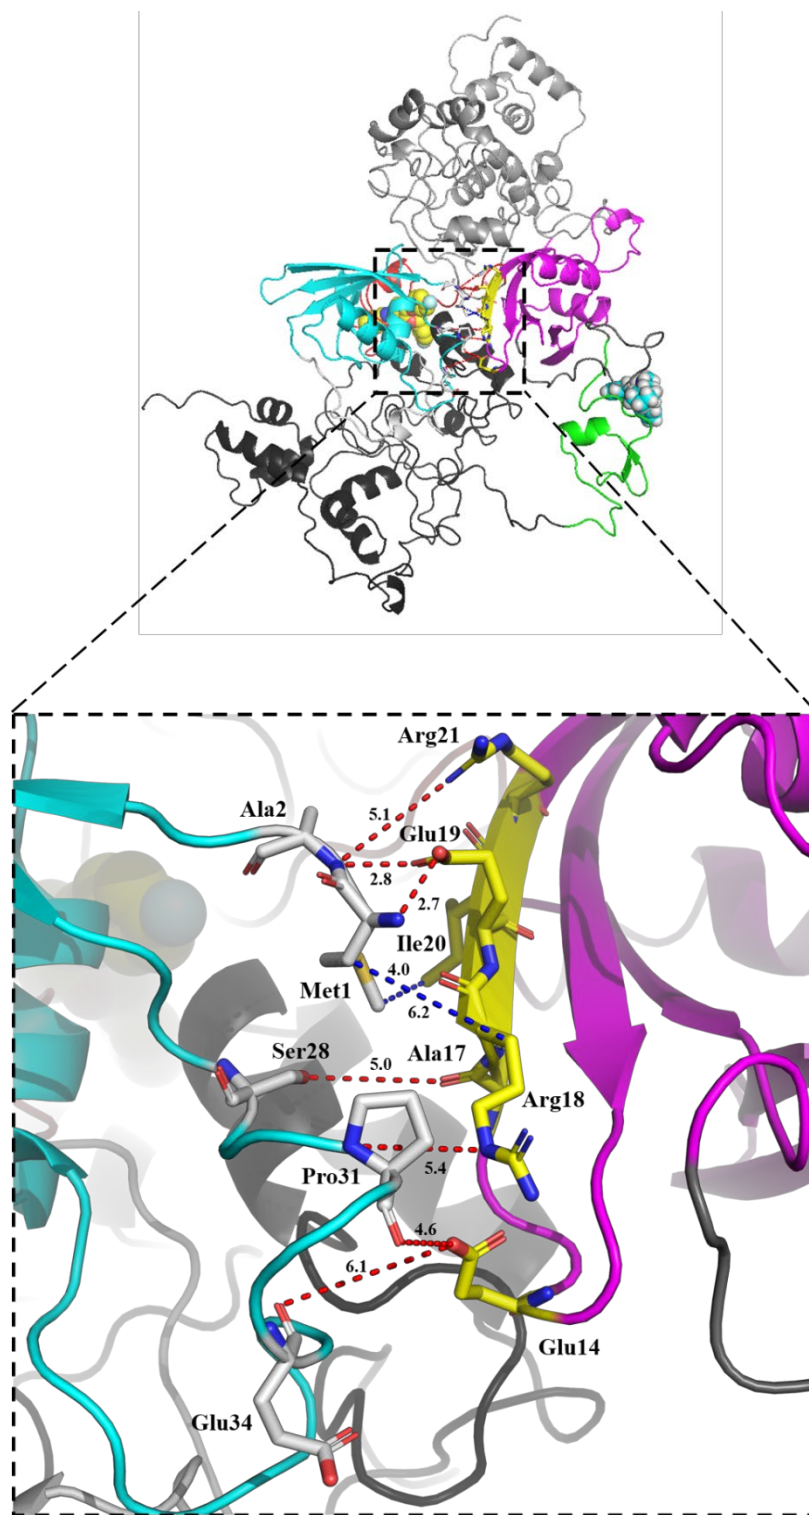 Arg21
5.1
Ala2
Glu19
2.8
2.7
Ile20
4.0
Met1
6.2
Ser28
5.0
Ala17
Arg18
Pro31
5.4
4.6
6.1
Glu14
Glu34